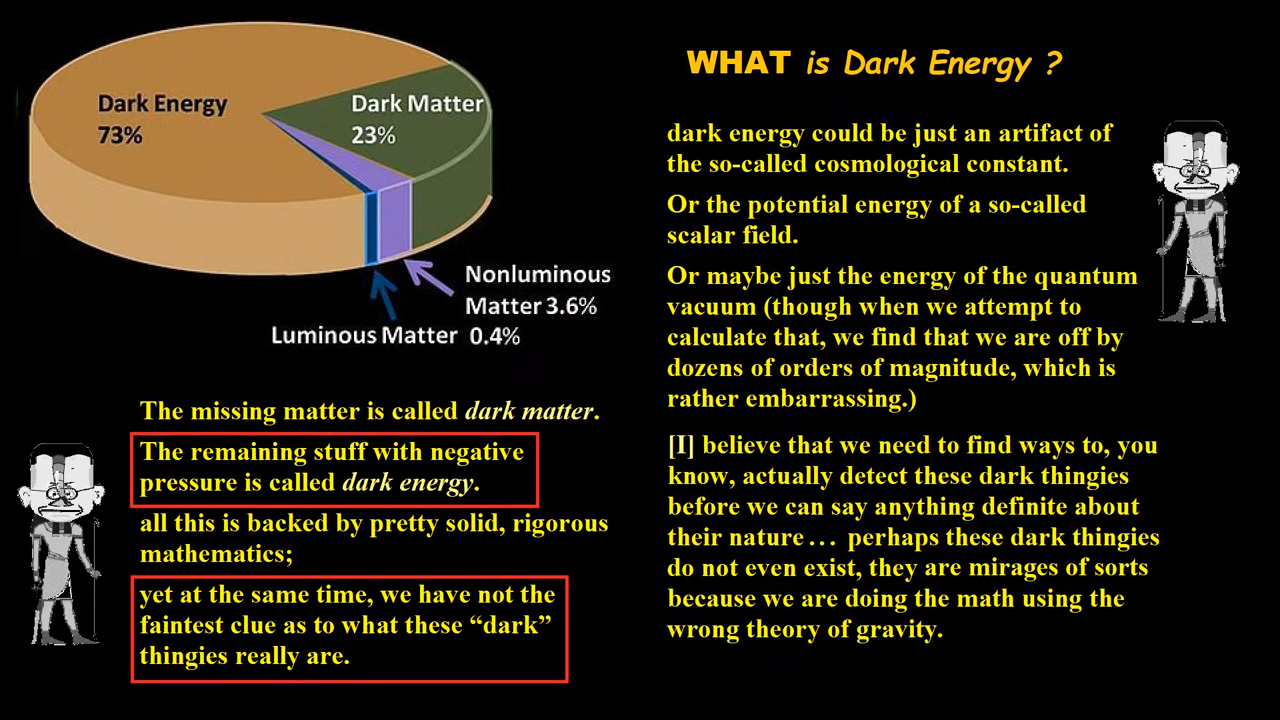 Dark Energy
73%
Dark Matter
23%
Nonluminous
Matter 3.6%
Luminous Matter 0.4%
The missing matter is called dark matter.
The remaining stuff with negative
pressure is called dark energy.
all this is backed by pretty solid, rigorous
mathematics;
yet at the same time, we have not the
faintest clue as to what these “dark”
thingies really are.
WHAT is Dark Energy ?
dark energy could be just an artifact of
the so-called cosmological constant.
Or the potential energy of a so-called
scalar field.
Or maybe just the energy of the quantum
vacuum (though when we attempt to
calculate that, we find that we are off by
dozens of orders of magnitude, which is
rather embarrassing.)
[I] believe that we need to find ways to, you
know, actually detect these dark thingies
before we can say anything definite about
their nature… perhaps these dark thingies
do not even exist, they are mirages of sorts
because we are doing the math using the
wrong theory of gravity.